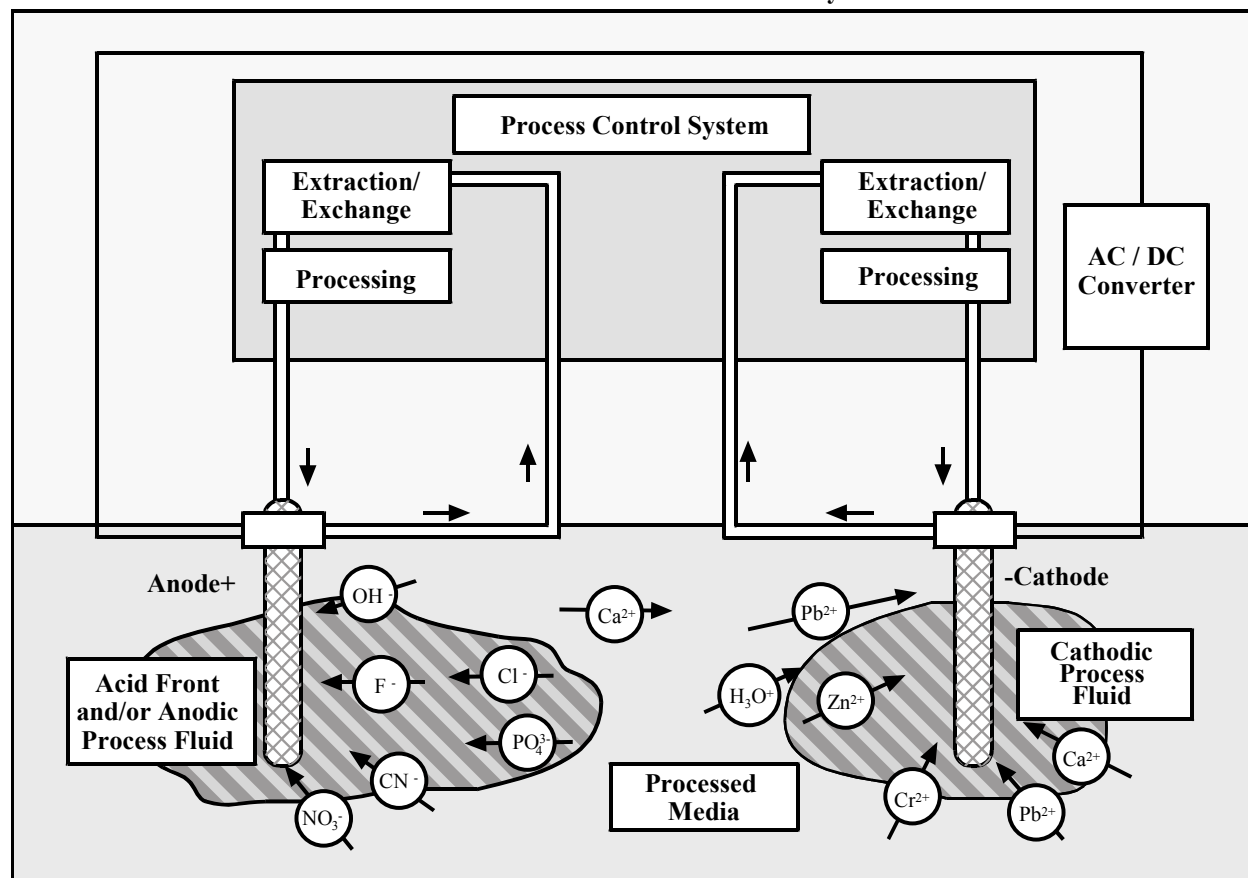 Process Control System
Extraction/
Exchange
Processing
Extraction/
Exchange
Processing
AC / DC
Converter
Anode+
-Cathode
OH -
Ca²⁺
Pb²⁺
F -
Cl -
H₃O⁺
Zn²⁺
Acid Front
and/or Anodic
Process Fluid
Cathodic
Process
Fluid
PO₄³⁻
CN -
NO₃-
Processed
Media
Cr²⁺
Ca²⁺
Pb²⁺